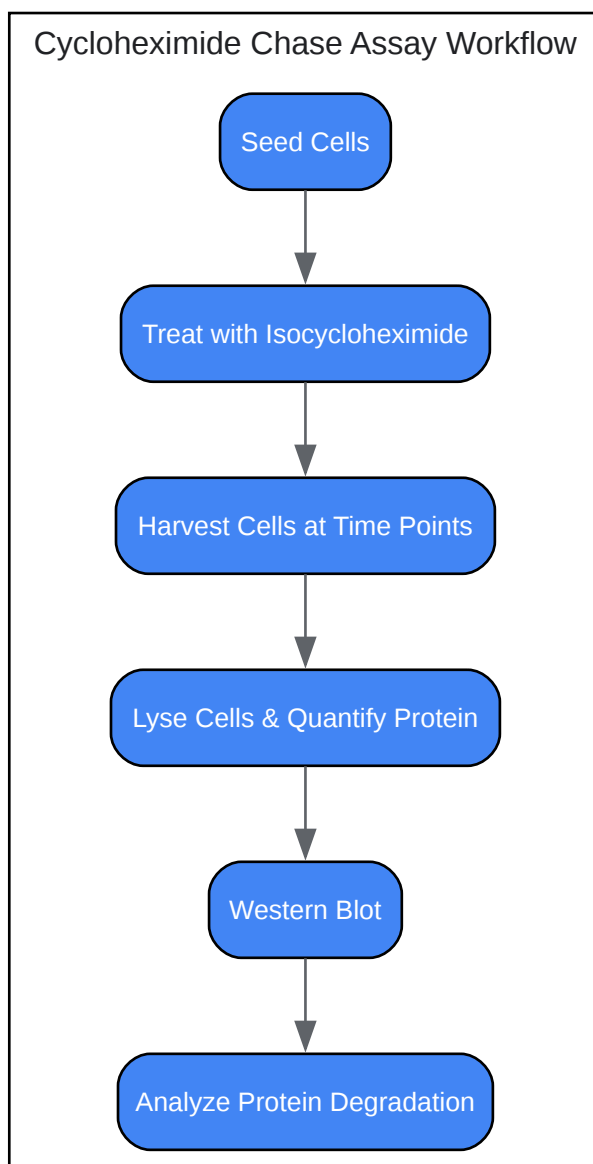 Cycloheximide Chase Assay Workflow
Seed Cells
Treat with Isocycloheximide
Harvest Cells at Time Points
Lyse Cells & Quantify Protein
Western Blot
Analyze Protein Degradation